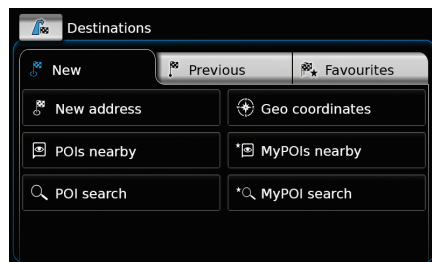 Destinations
New Previous Favourites
New address Geo coordinates
POIs nearby MyPOIs nearby
POI search MyPOI search